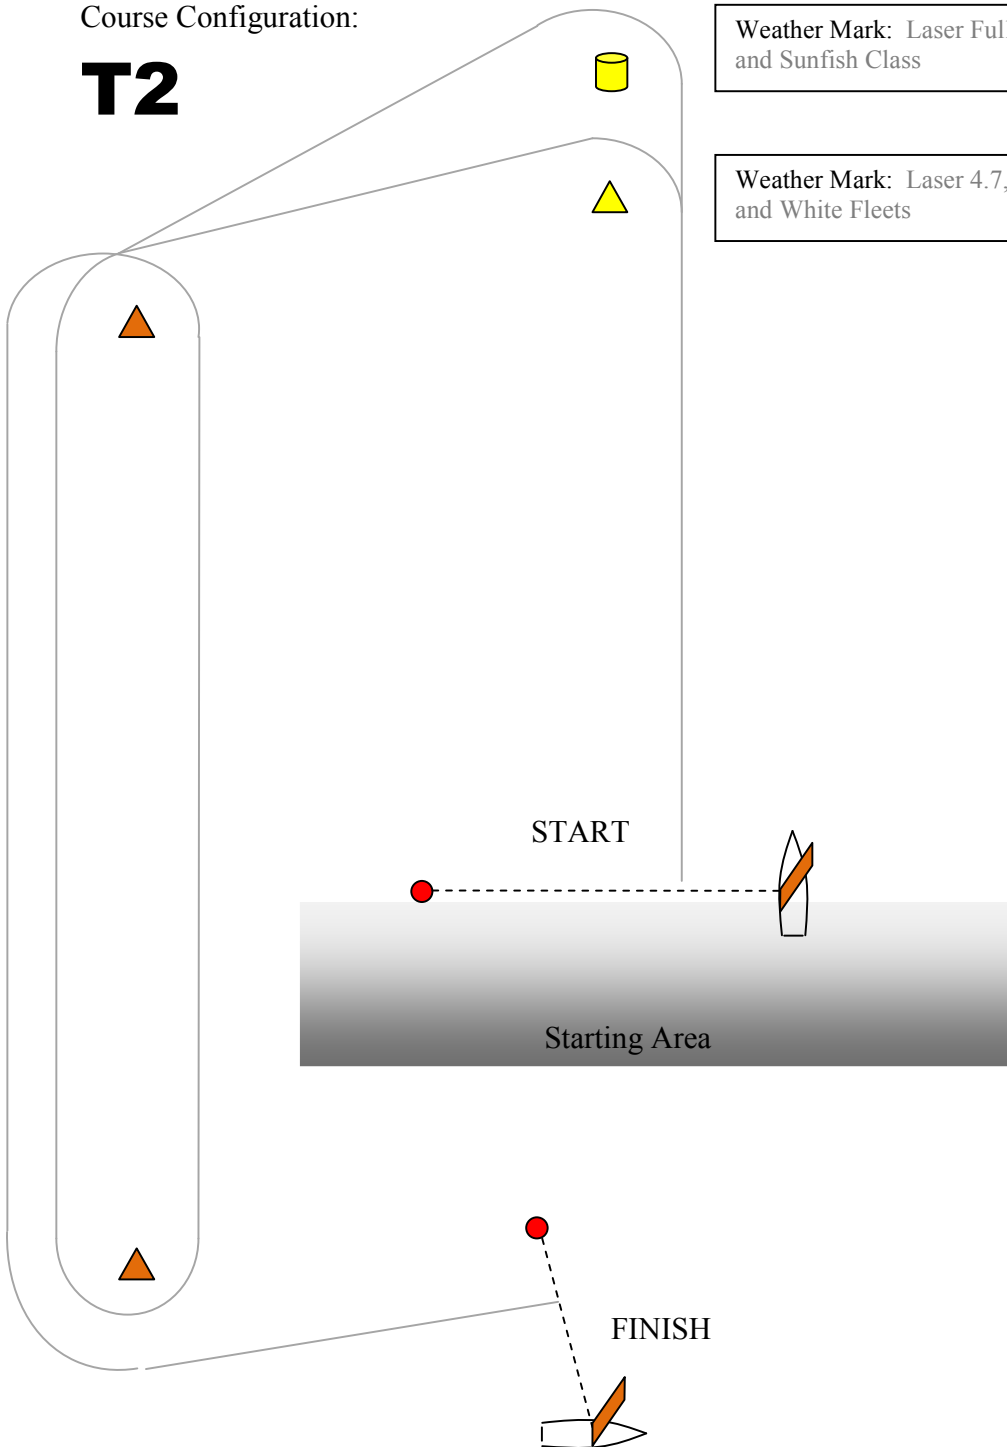 Course Configuration:
T2
Weather Mark: Laser Full
and Sunfish Class
Weather Mark: Laser 4.7,
and White Fleets
START
Starting Area
FINISH